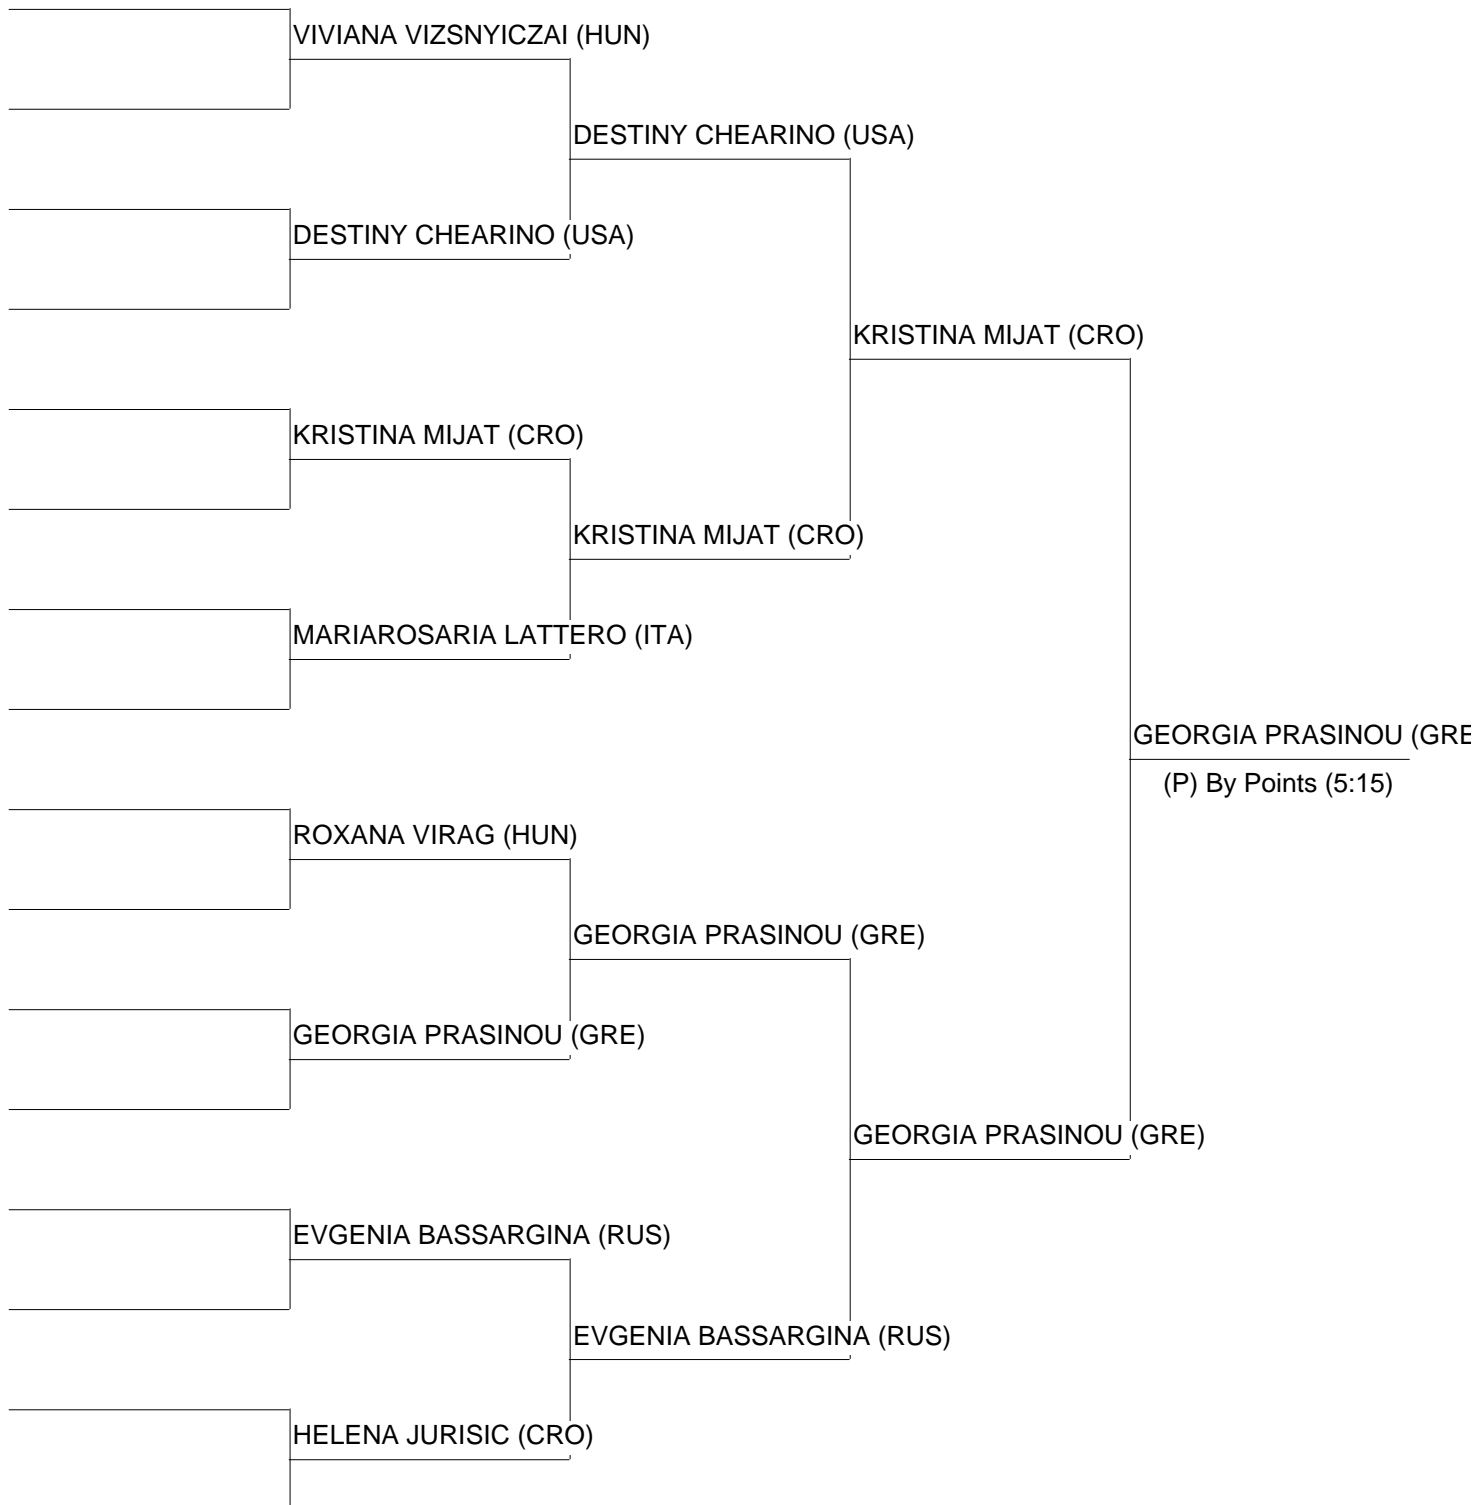 VIVIANA VIZSNYICZAI (HUN)
DESTINY CHEARINO (USA)
DESTINY CHEARINO (USA)
KRISTINA MIJAT (CRO)
KRISTINA MIJAT (CRO)
KRISTINA MIJAT (CRO)
MARIAROSARIA LATTERO (ITA)
GEORGIA PRASINOU (GRE
(P) By Points (5:15)
ROXANA VIRAG (HUN)
GEORGIA PRASINOU (GRE)
GEORGIA PRASINOU (GRE)
GEORGIA PRASINOU (GRE)
EVGENIA BASSARGINA (RUS)
EVGENIA BASSARGINA (RUS)
HELENA JURISIC (CRO)